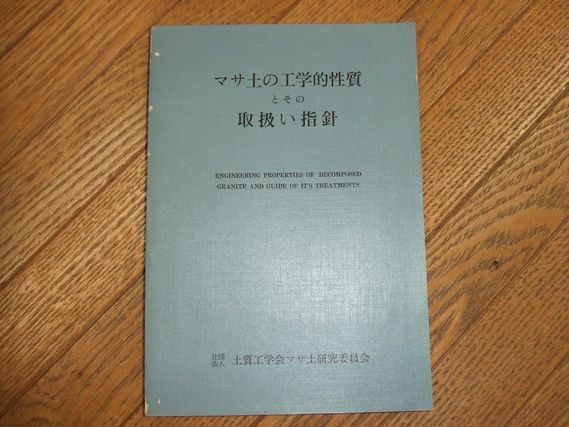 マサ土の工学的性質
とその
取扱い指針
ENGINEERING PROPERTIES OF DECOMPOSED
GRANITE AND GUIDE OF IT'S TREATMENTS
社団法人 土質工学会マサ土研究委員会